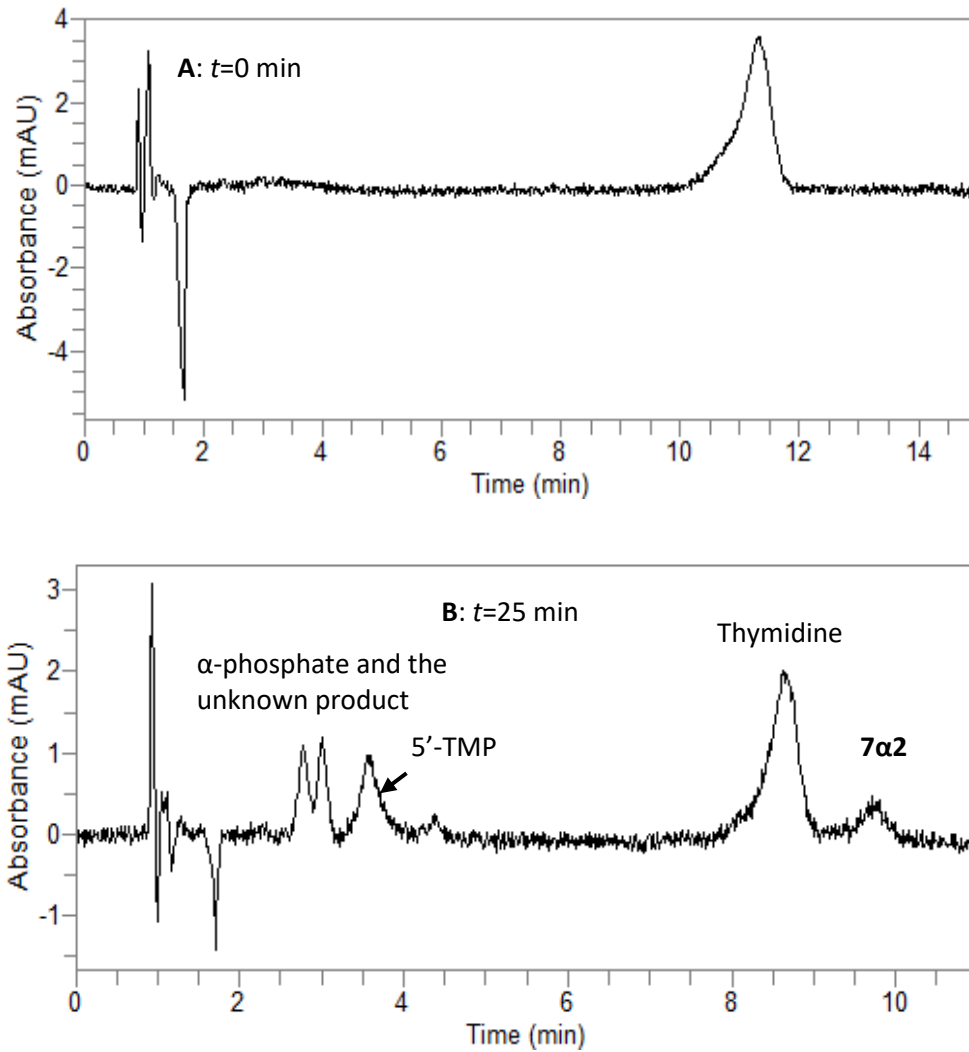 4
2
0
-2
-4
Absorbance (mAU)
A: t=0 min
0 2 4 6 8 10 12 14
Time (min)
3
2
1
0
-1
Absorbance (mAU)
B: t=25 min
Thymidine
α-phosphate and the
unknown product
5’-TMP
7α2
0 2 4 6 8 10
Time (min)